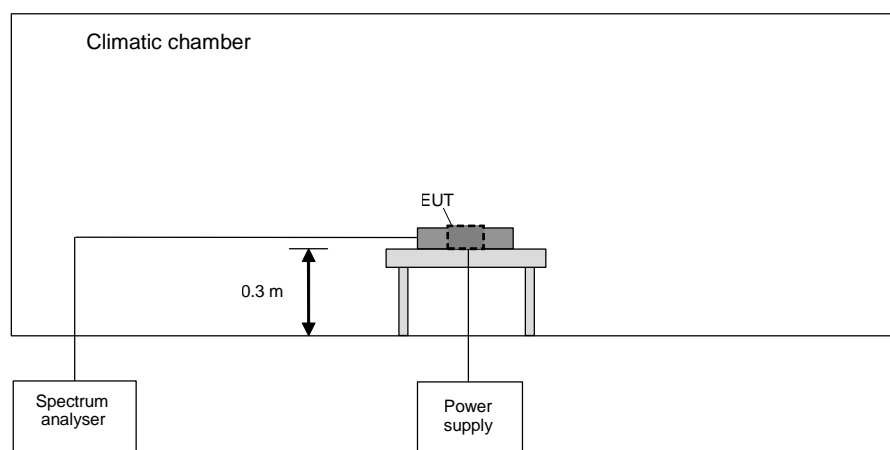 Climatic chamber
EUT
0.3 m
Spectrum
analyser
Power
supply